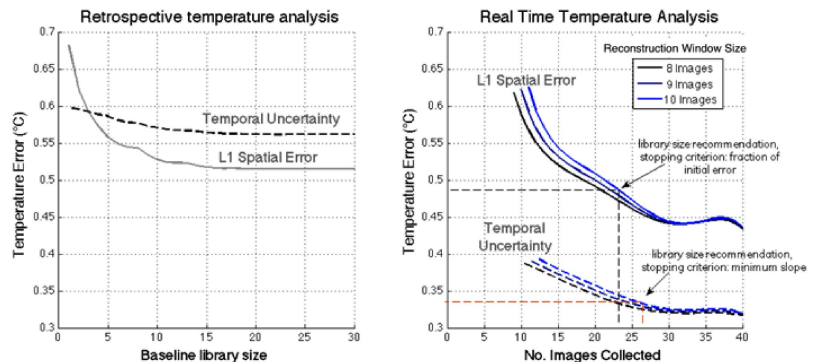 Retrospective temperature analysis
0.7
0.65
0.6
0.55
0.5
0.45
0.4
0.35
0.3
Temperature Error (°C)
Temporal Uncertainty
L1 Spatial Error
0 5 10 15 20 25 30
Baseline library size
Real Time Temperature Analysis
0.7
0.65
0.6
0.55
0.5
0.45
0.4
0.35
0.3
Temperature Error (°C)
Reconstruction Window Size
8 Images
9 Images
10 Images
L1 Spatial Error
library size recommendation,
stopping criterion: fraction of
initial error
Temporal
Uncertainty
library size recommendation,
stopping criterion: minimum slope
0 5 10 15 20 25 30 35 40
No. Images Collected